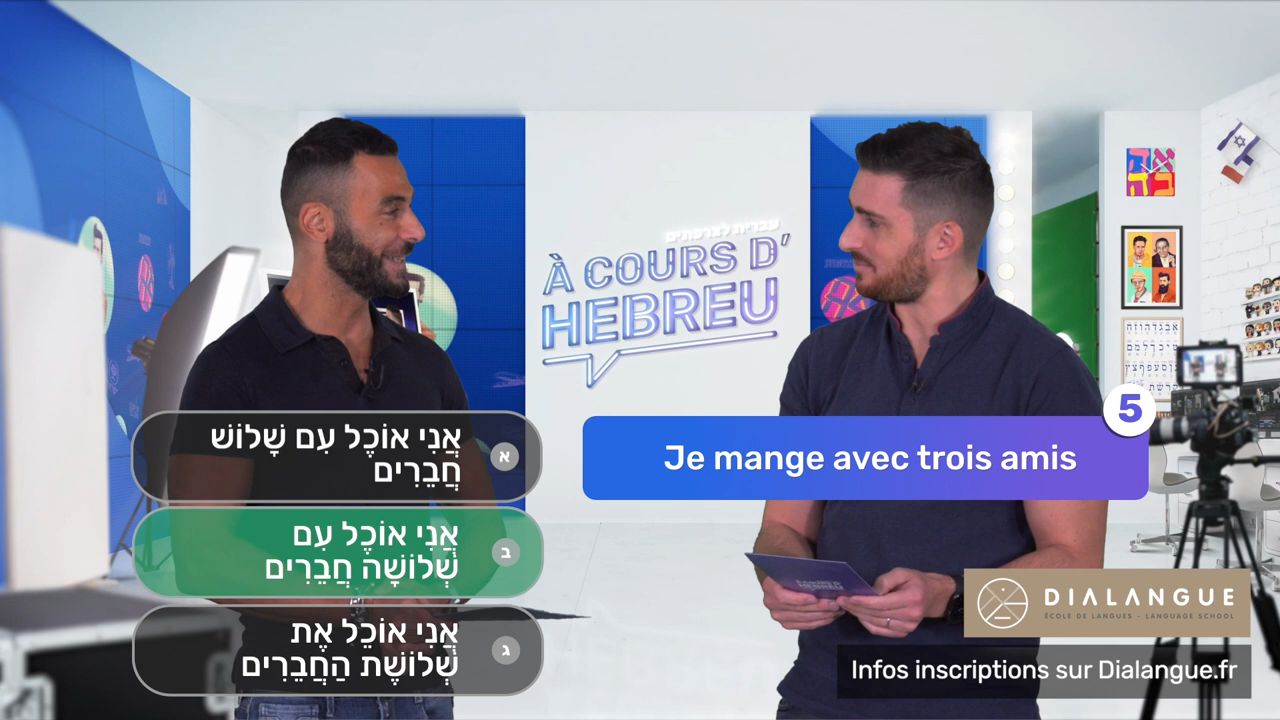 עברית לצרפתים
À COURS D'
HEBREU
5
Je mange avec trois amis
א
אֲנִי אוֹכֶל עִם שָׁלוֹשׁ
חֲבֵרִים
ב
אֲנִי אוֹכֶל עִם
שְׁלוֹשָׁה חֲבֵרִים
ג
אֲנִי אוֹכֵל אֶת
שְׁלוֹשֶׁת הַחֲבֵרִים
DIALANGUE
ÉCOLE DE LANGUES - LANGUAGE SCHOOL
Infos inscriptions sur Dialangue.fr